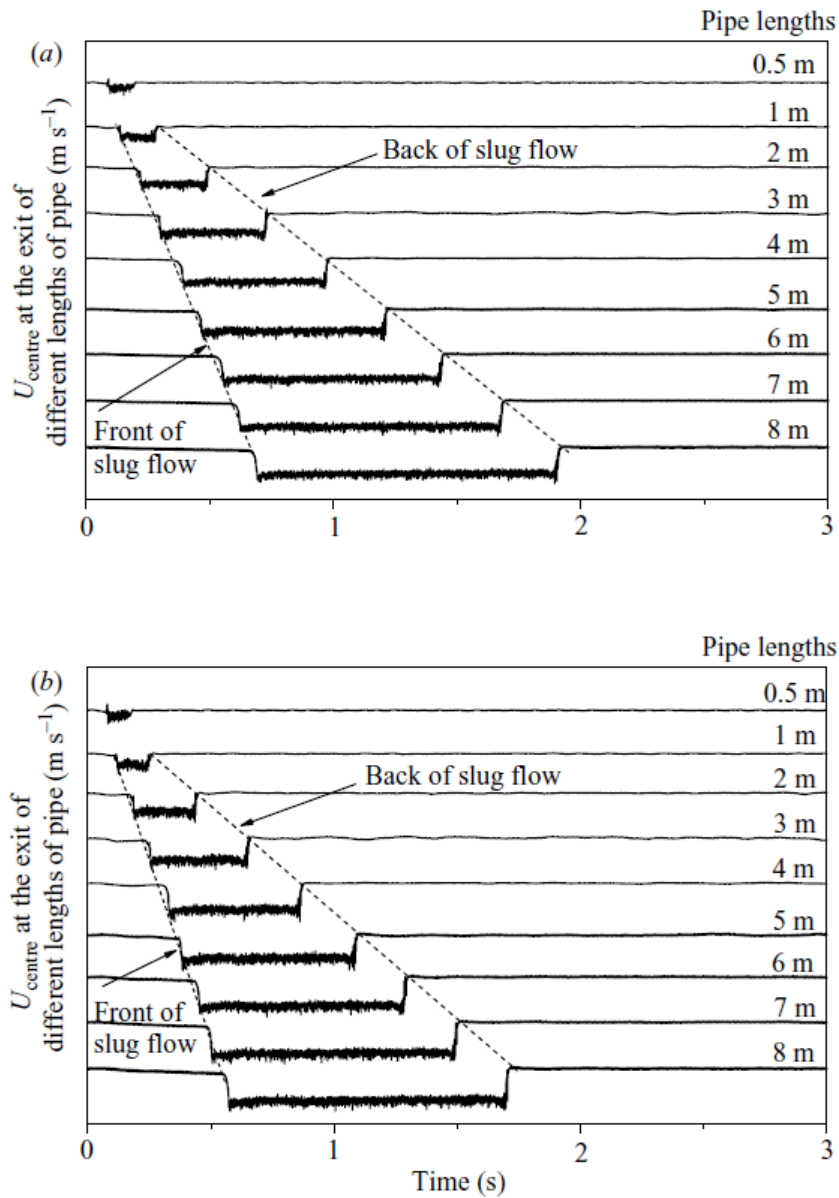 Pipe lengths
(a)
0.5 m
1 m
Back of slug flow
2 m
3 m
4 m
5 m
6 m
7 m
Front of
slug flow
8 m
U centre at the exit of
different lengths of pipe (m s⁻¹)
0 1 2 3
Pipe lengths
(b)
0.5 m
1 m
Back of slug flow
2 m
3 m
4 m
5 m
6 m
7 m
Front of
slug flow
8 m
U centre at the exit of
different lengths of pipe (m s⁻¹)
0 1 2 3
Time (s)